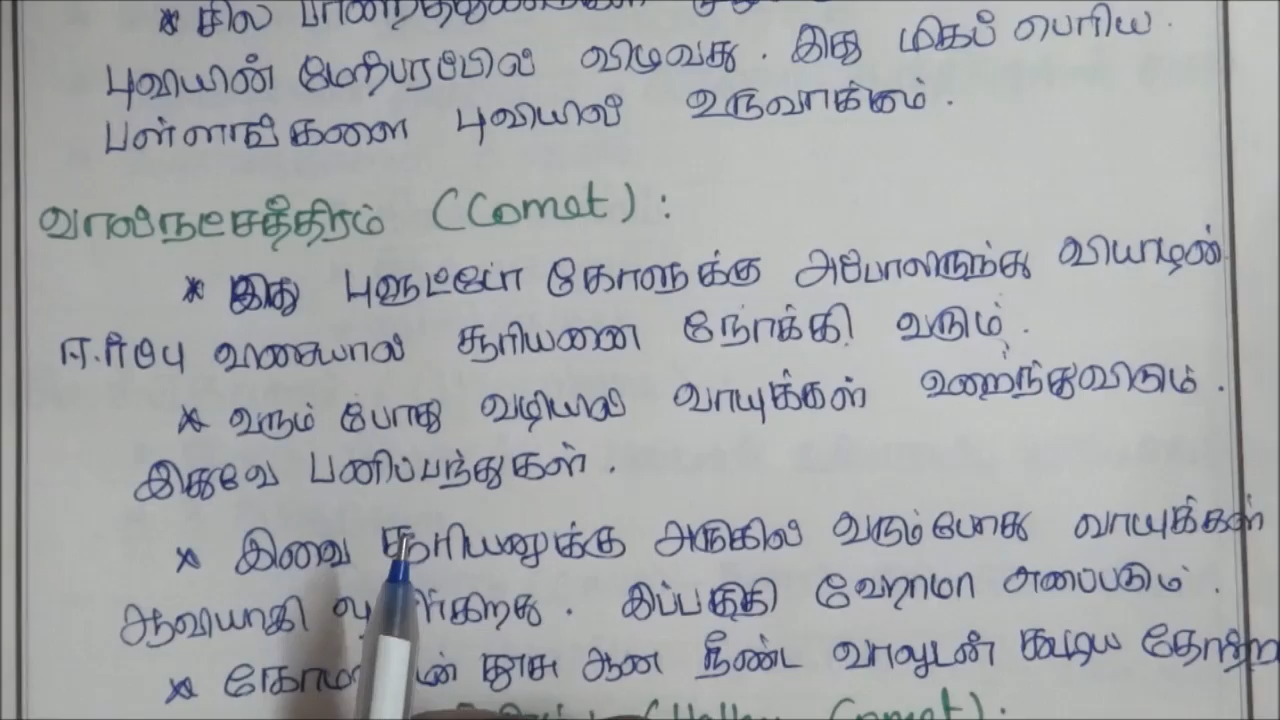 * சில
புவியின் மேற்பரப்பில் விழுவது. இது மிகப் பெரிய
பள்ளங்களை புவியில் உருவாக்கும்.
வால்நட்சத்திரம் (Comet) :
* இது புளூட்டோ கோளுக்கு அப்பாலிருந்து வியாழன்
ஈர்ப்பு விசையால் சூரியனை நோக்கி வரும்.
* வரும் போது வழியில் வாயுக்கள் உறைந்துவிடும்.
இதுவே பனிப்பந்துகள்.
* இவை சூரியனுக்கு அருகில் வரும்போது வாயுக்கள்
ஆவியாகி இப்பகுதி கோமா எனப்படும்.
* தூசு ஆன நீண்ட வாலுடன் கூடிய
(Halley Comet) :